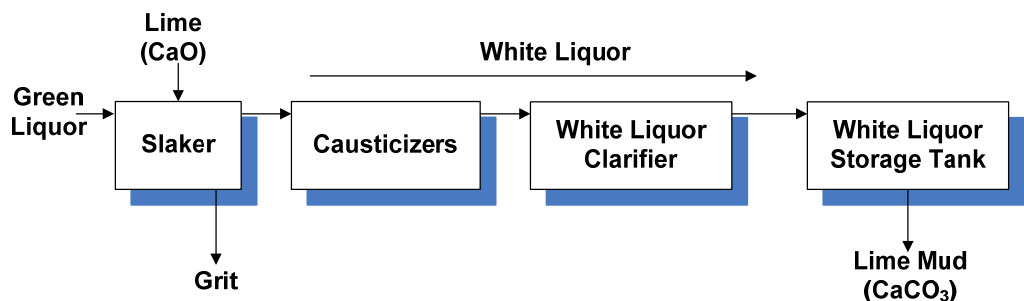 Lime
(CaO)
White Liquor
Green
Liquor
Slaker
Causticizers
White Liquor
Clarifier
White Liquor
Storage Tank
Grit
Lime Mud
(CaCO₃)